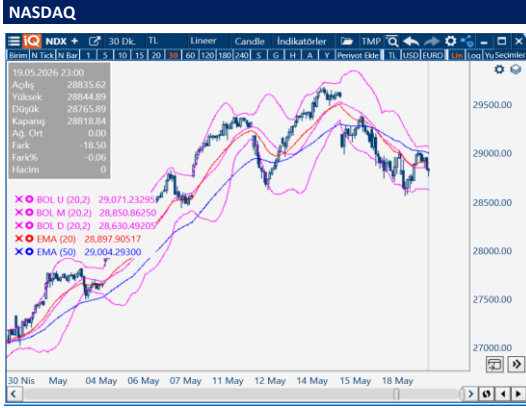 NASDAQ
iQ NDX + 30 Dk. TL Lineer Candle İndikatörler TMP
Birim N Tick N Bar 1 5 10 15 20 30 60 120 180 240 S G H A Y Periyot Ekle TL USD EURO Lin Log Yu Seçimler
19.05.2026 23:00
Açılış 28835.62
Yüksek 28844.89
Düşük 28765.89
Kapanış 28818.84
Ağ. Ort 0.00
Fark -18.50
Fark% -0.06
Hacim 0
29500.00
29000.00
28500.00
28000.00
27500.00
27000.00
BOL U (20,2) 29,071.23295
BOL M (20,2) 28,850.86250
BOL D (20,2) 28,630.49205
EMA (20) 28,897.90517
EMA (50) 29,004.29300
30 Nis May 04 May 06 May 07 May 11 May 12 May 14 May 15 May 18 May